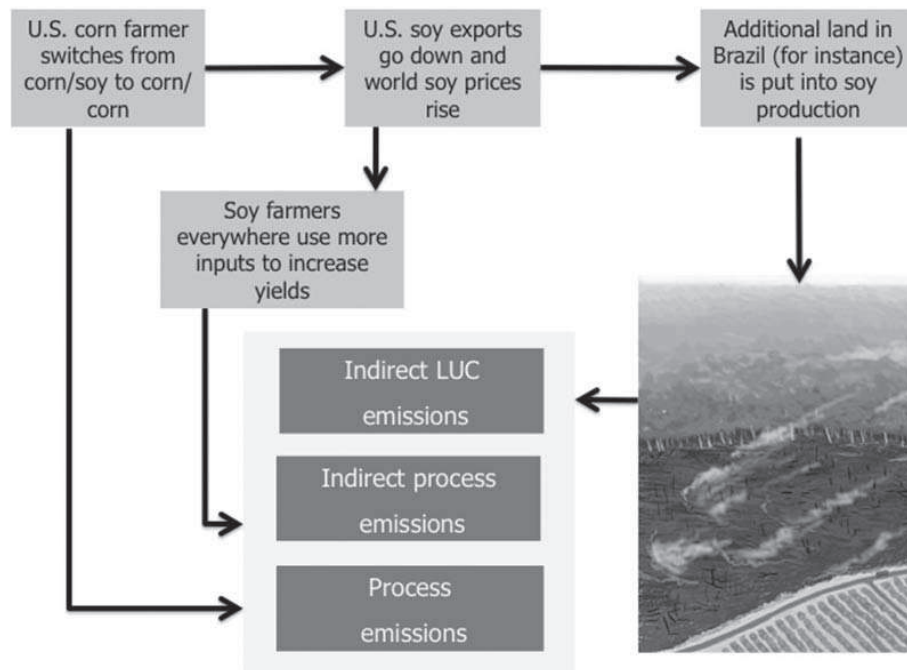 U.S. corn farmer
switches from
corn/soy to corn/
corn
U.S. soy exports
go down and
world soy prices
rise
Additional land in
Brazil (for instance)
is put into soy
production
Soy farmers
everywhere use more
inputs to increase
yields
Indirect LUC
emissions
Indirect process
emissions
Process
emissions